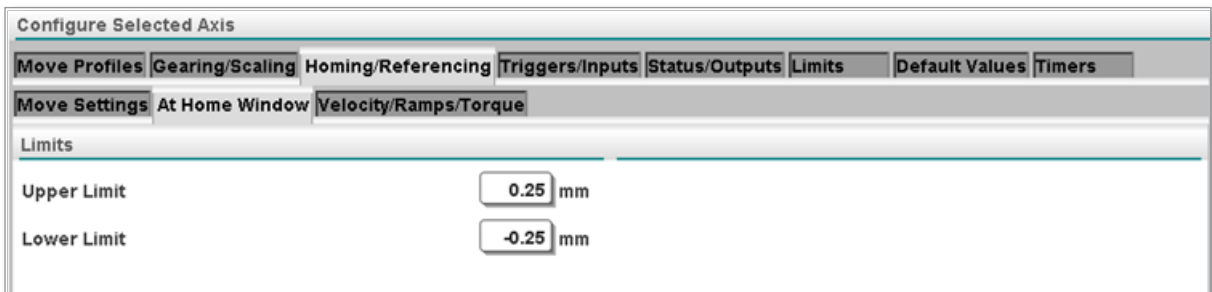 Configure Selected Axis
Move Profiles Gearing/Scaling Homing/Referencing Triggers/Inputs Status/Outputs Limits Default Values Timers
Move Settings At Home Window Velocity/Ramps/Torque
Limits
Upper Limit 0.25 mm
Lower Limit -0.25 mm